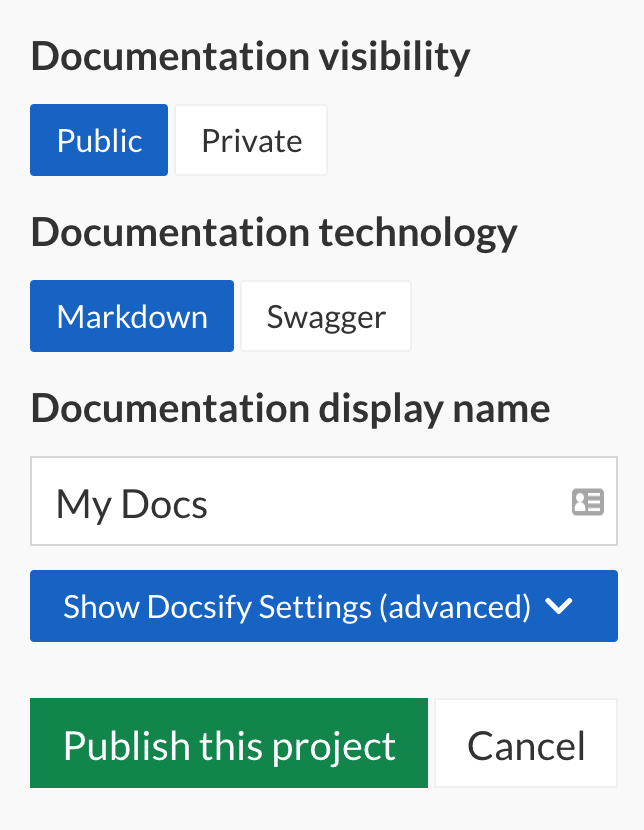 Documentation visibility
Public Private
Documentation technology
Markdown Swagger
Documentation display name
My Docs
Show Docsify Settings (advanced)
Publish this project Cancel